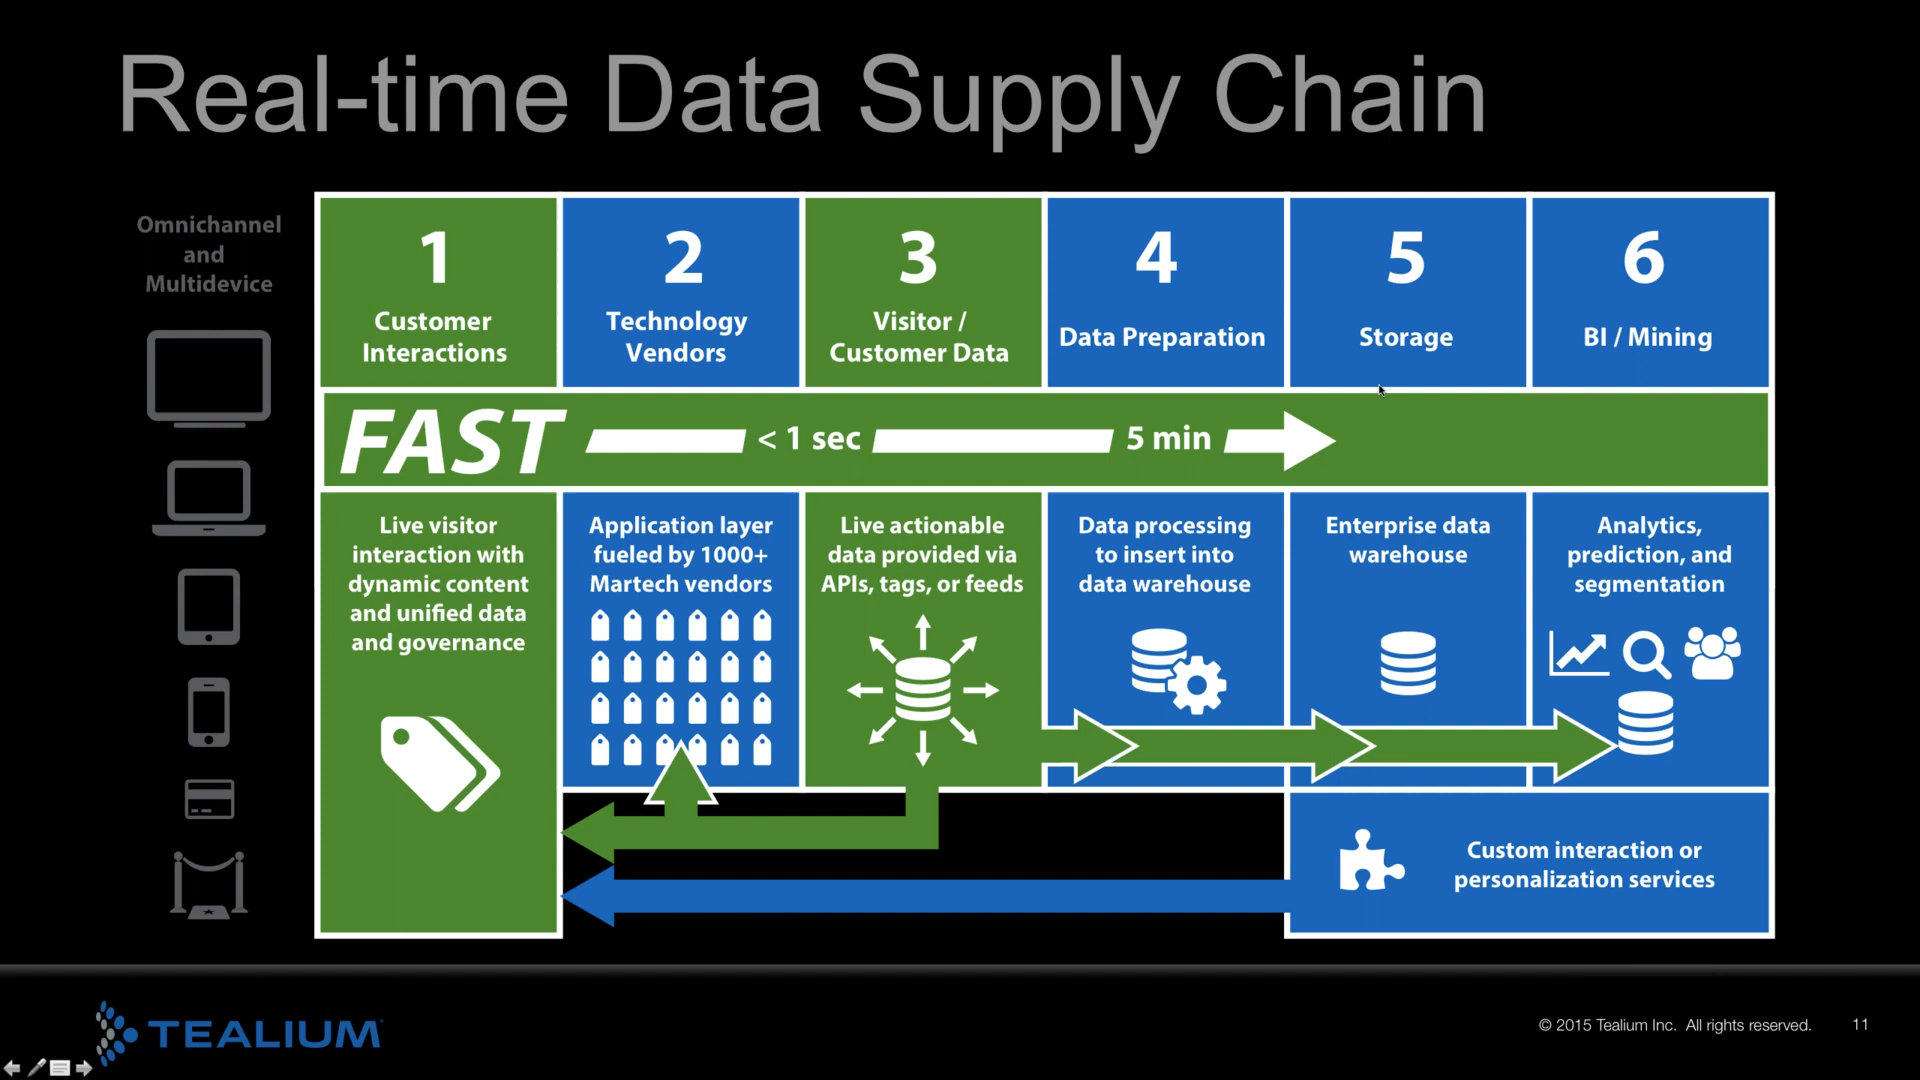 Real-time Data Supply Chain
Omnichannel
and
Multidevice
1
Customer
Interactions
2
Technology
Vendors
3
Visitor /
Customer Data
4
Data Preparation
5
Storage
6
BI / Mining
FAST < 1 sec 5 min
Live visitor
interaction with
dynamic content
and unified data
and governance
Application layer
fueled by 1000+
Martech vendors
Live actionable
data provided via
APIs, tags, or feeds
Data processing
to insert into
data warehouse
Enterprise data
warehouse
Analytics,
prediction, and
segmentation
Custom interaction or
personalization services
TEALIUM
© 2015 Tealium Inc. All rights reserved. 11